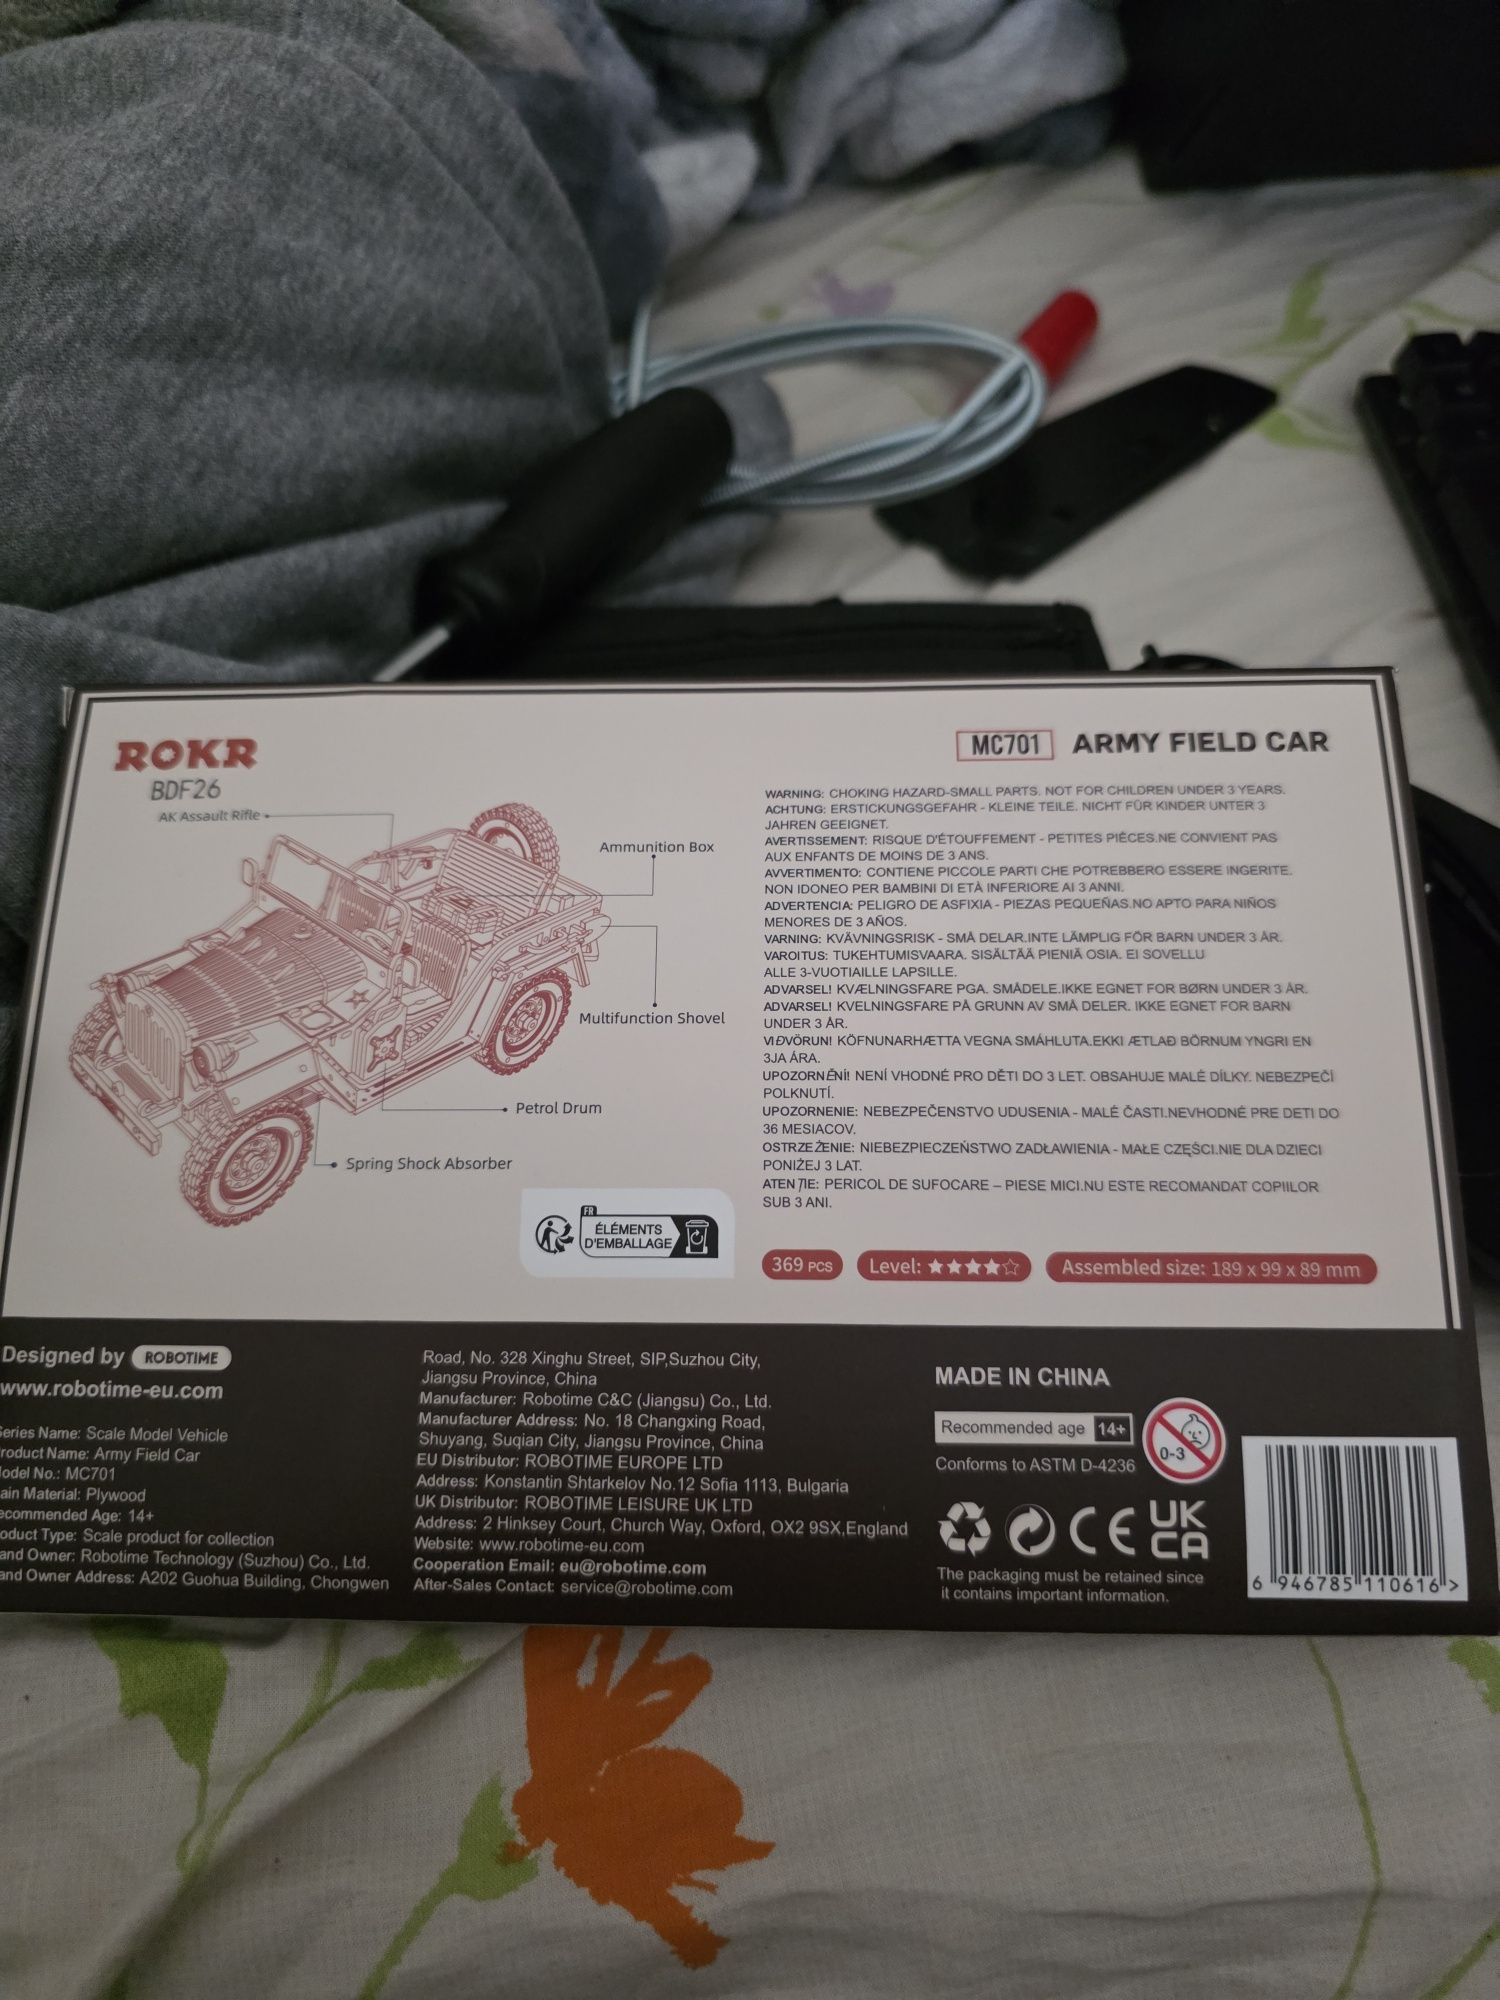 ROKR
BDF26
AK Assault Rifle
Ammunition Box
Multifunction Shovel
Petrol Drum
Spring Shock Absorber
FR
ÉLÉMENTS
D'EMBALLAGE
MC701 ARMY FIELD CAR
WARNING: CHOKING HAZARD-SMALL PARTS. NOT FOR CHILDREN UNDER 3 YEARS.
ACHTUNG: ERSTICKUNGSGEFAHR - KLEINE TEILE. NICHT FÜR KINDER UNTER 3
JAHREN GEEIGNET.
AVERTISSEMENT: RISQUE D'ÉTOUFFEMENT - PETITES PIÈCES.NE CONVIENT PAS
AUX ENFANTS DE MOINS DE 3 ANS.
AVVERTIMENTO: CONTIENE PICCOLE PARTI CHE POTREBBERO ESSERE INGERITE.
NON IDONEO PER BAMBINI DI ETÀ INFERIORE AI 3 ANNI.
ADVERTENCIA: PELIGRO DE ASFIXIA - PIEZAS PEQUEÑAS.NO APTO PARA NIÑOS
MENORES DE 3 AÑOS.
VARNING: KVÄVNINGSRISK - SMÅ DELAR.INTE LÄMPLIG FÖR BARN UNDER 3 ÅR.
VAROITUS: TUKEHTUMISVAARA. SISÄLTÄÄ PIENIÄ OSIA. EI SOVELLU
ALLE 3-VUOTIAILLE LAPSILLE.
ADVARSEL! KVÆLNINGSFARE PGA. SMÅDELE.IKKE EGNET FOR BØRN UNDER 3 ÅR.
ADVARSEL! KVELNINGSFARE PÅ GRUNN AV SMÅ DELER. IKKE EGNET FOR BARN
UNDER 3 ÅR.
VIÐVÖRUN! KÖFNUNARHÆTTA VEGNA SMÁHLUTA.EKKI ÆTLAÐ BÖRNUM YNGRI EN
3JA ÁRA.
UPOZORNĚNÍ! NENÍ VHODNÉ PRO DĚTI DO 3 LET. OBSAHUJE MALÉ DÍLKY. NEBEZPEČÍ
POLKNUTÍ.
UPOZORNENIE: NEBEZPEČENSTVO UDUSENIA - MALÉ ČASTI.NEVHODNÉ PRE DETI DO
36 MESIACOV.
OSTRZEŻENIE: NIEBEZPIECZEŃSTWO ZADŁAWIENIA - MAŁE CZĘŚCI.NIE DLA DZIECI
PONIŻEJ 3 LAT.
ATENȚIE: PERICOL DE SUFOCARE – PIESE MICI.NU ESTE RECOMANDAT COPIILOR
SUB 3 ANI.
369 PCS Level: Assembled size: 189 x 99 x 89 mm
Designed by ROBOTIME
www.robotime-eu.com
eries Name: Scale Model Vehicle
roduct Name: Army Field Car
odel No.: MC701
ain Material: Plywood
ecommended Age: 14+
oduct Type: Scale product for collection
and Owner: Robotime Technology (Suzhou) Co., Ltd.
and Owner Address: A202 Guohua Building, Chongwen
Road, No. 328 Xinghu Street, SIP,Suzhou City,
Jiangsu Province, China
Manufacturer: Robotime C&C (Jiangsu) Co., Ltd.
Manufacturer Address: No. 18 Changxing Road,
Shuyang, Suqian City, Jiangsu Province, China
EU Distributor: ROBOTIME EUROPE LTD
Address: Konstantin Shtarkelov No.12 Sofia 1113, Bulgaria
UK Distributor: ROBOTIME LEISURE UK LTD
Address: 2 Hinksey Court, Church Way, Oxford, OX2 9SX,England
Website: www.robotime-eu.com
Cooperation Email: eu@robotime.com
After-Sales Contact: service@robotime.com
MADE IN CHINA
Recommended age 14+
0-3
Conforms to ASTM D-4236
CE UK
CA
The packaging must be retained since
it contains important information.
6 946785 110616 >